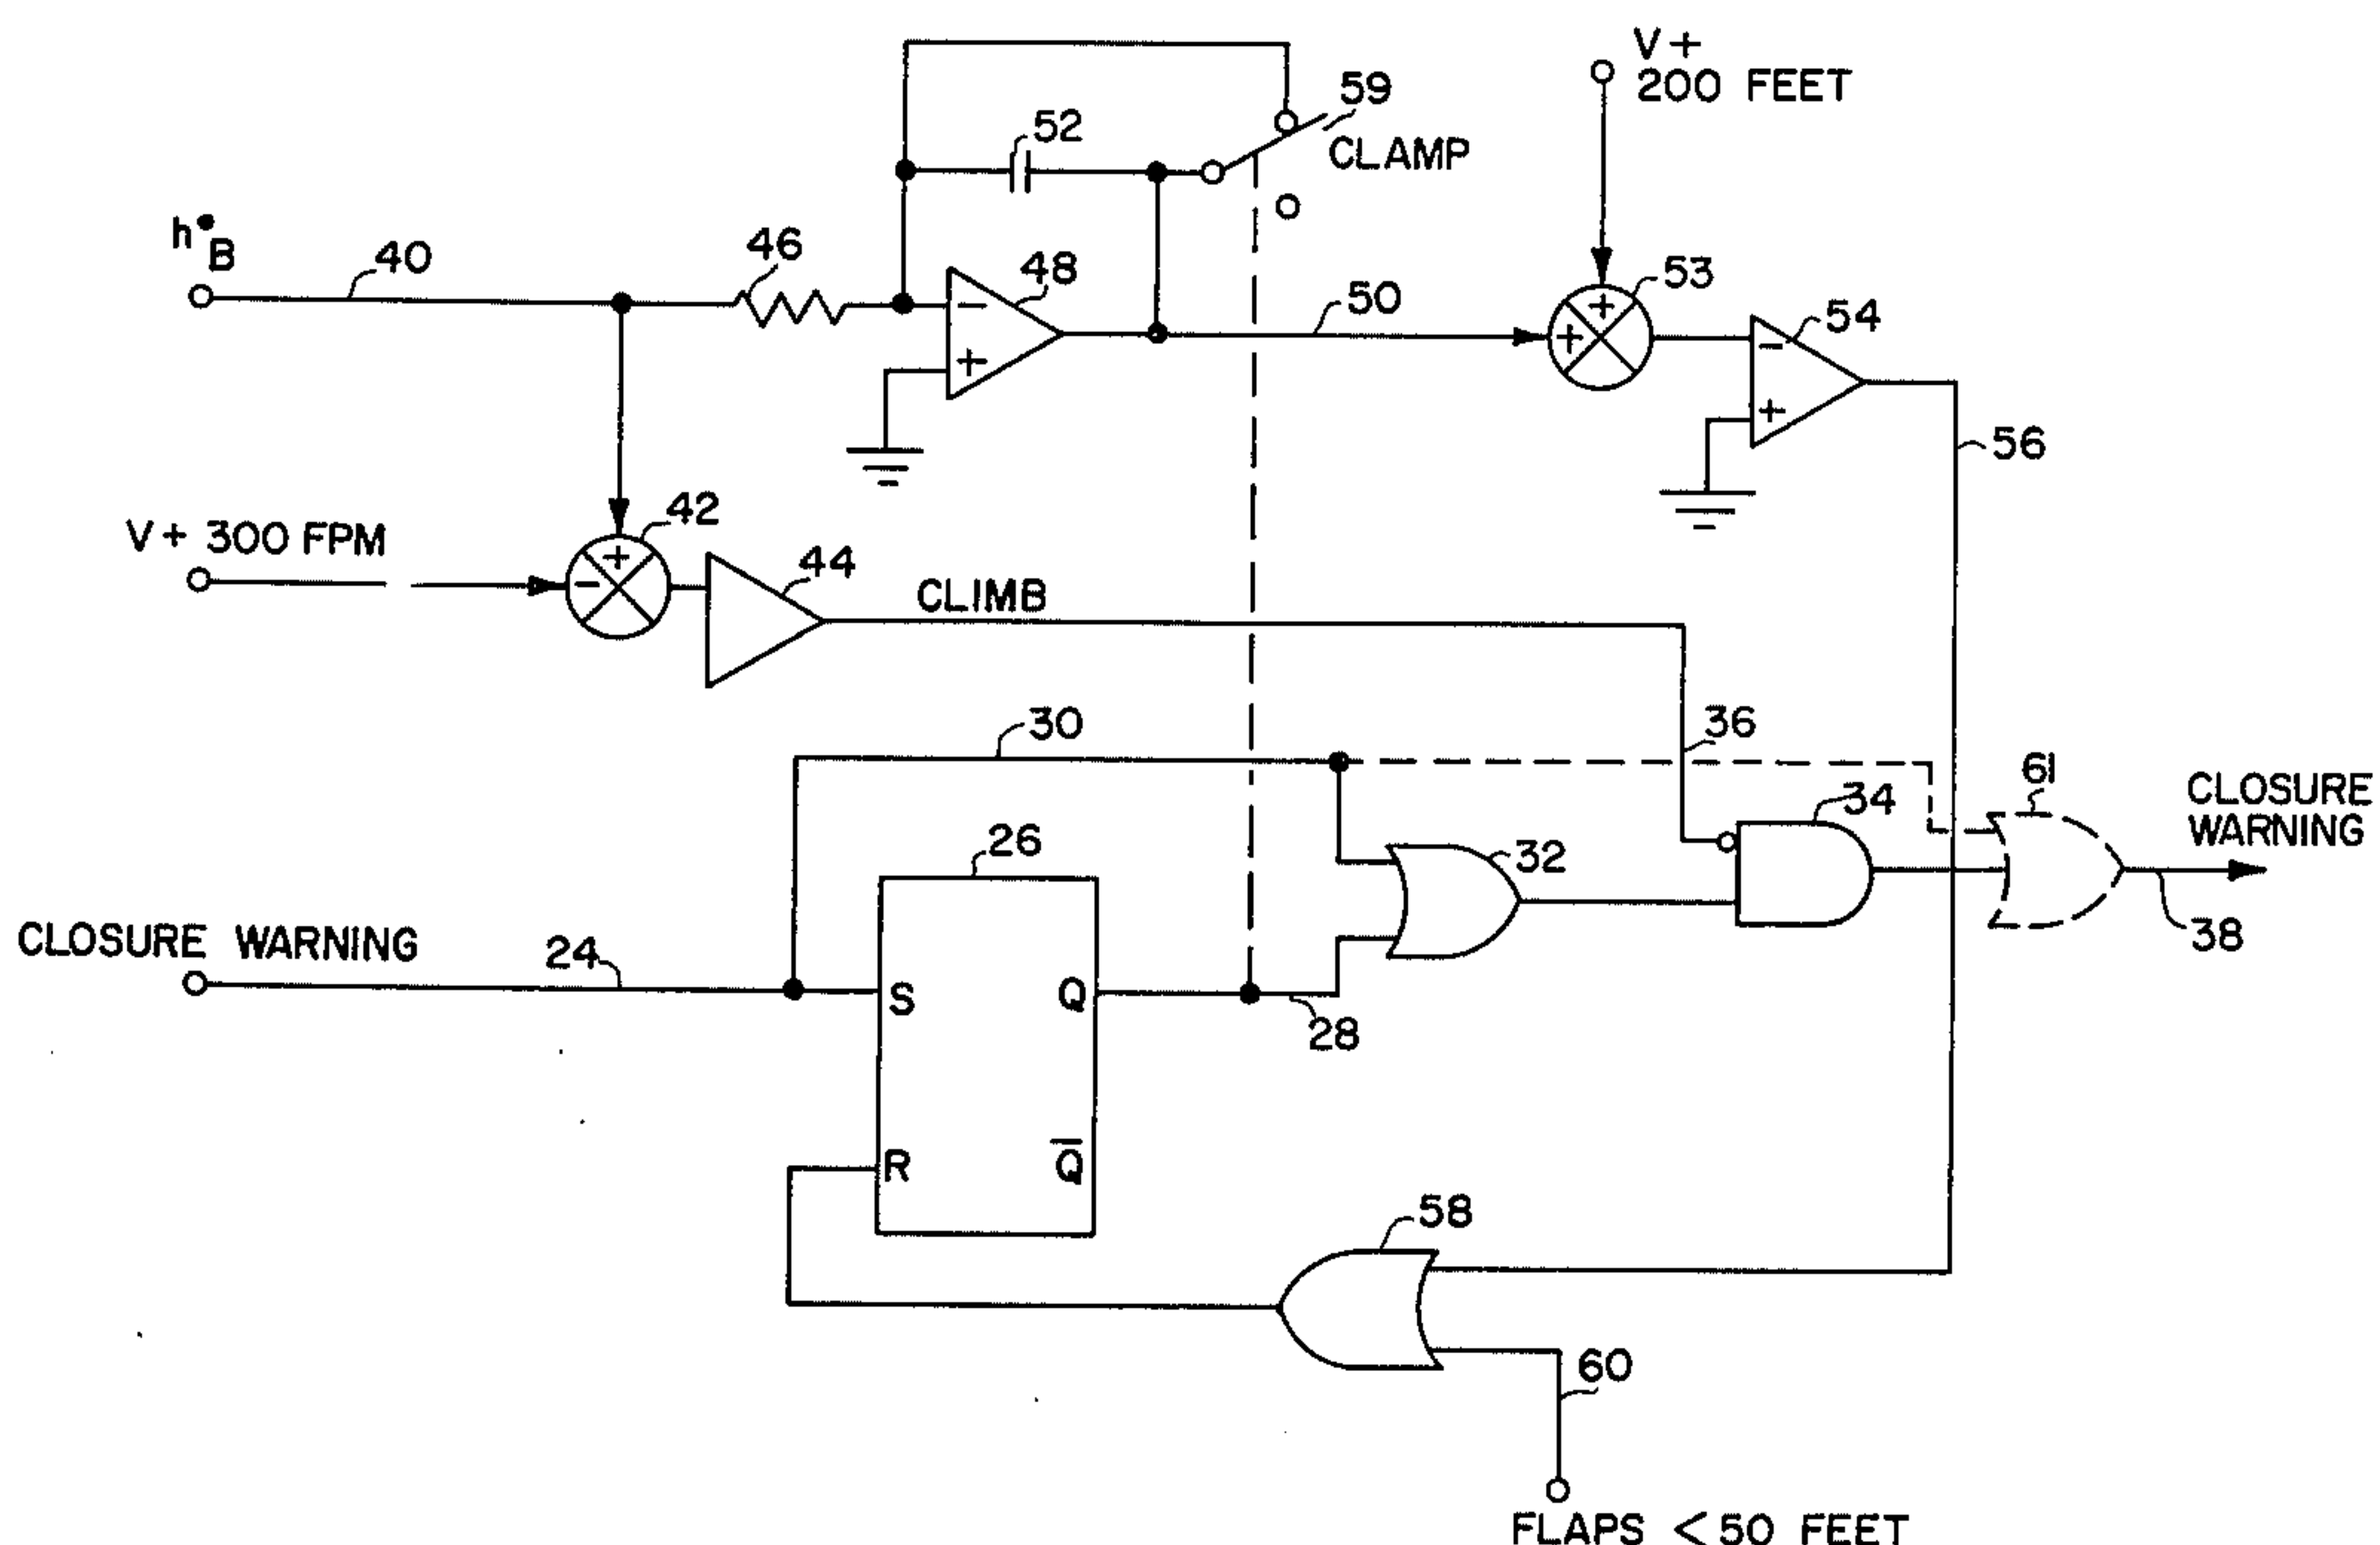 V +
200 FEET
59
CLAMP
52
ḣB
40
46
48
50
53
54
56
V + 300 FPM
42
44
CLIMB
+
-
+
+
-
+
-
+
30
36
61
34
CLOSURE
WARNING
38
26
32
CLOSURE WARNING
24
S
Q
28
R
Q̅
58
60
FLAPS < 50 FEET